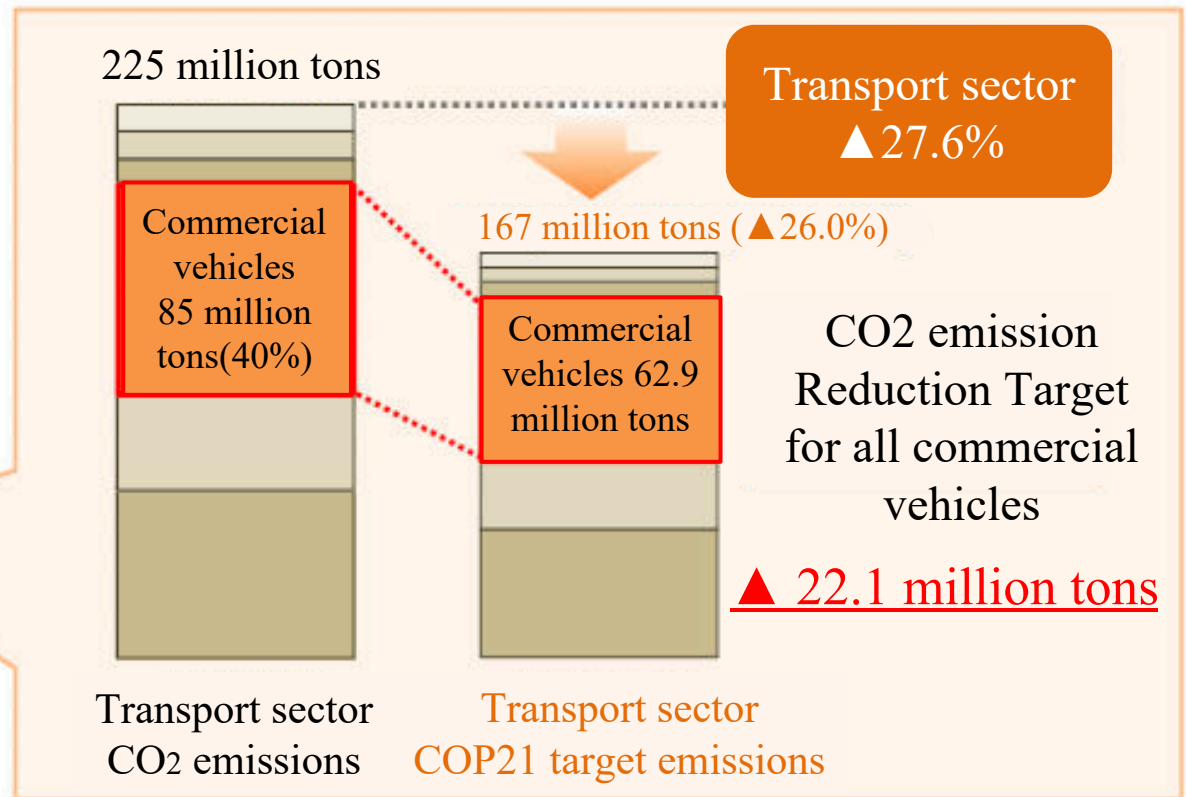 225 million tons
Transport sector
▲27.6%
Commercial
vehicles
85 million
tons(40%)
167 million tons (▲26.0%)
Commercial
vehicles 62.9
million tons
CO2 emission
Reduction Target
for all commercial
vehicles
▲ 22.1 million tons
Transport sector
CO2 emissions
Transport sector
COP21 target emissions